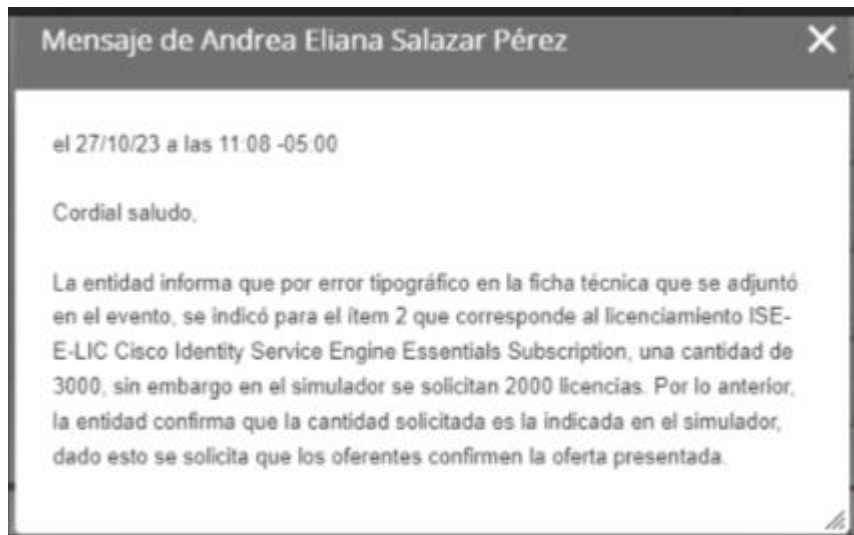 Mensaje de Andrea Eliana Salazar Pérez
el 27/10/23 a las 11:08 -05:00
Cordial saludo,
La entidad informa que por error tipográfico en la ficha técnica que se adjuntó
en el evento, se indicó para el ítem 2 que corresponde al licenciamiento ISE-
E-LIC Cisco Identity Service Engine Essentials Subscription, una cantidad de
3000, sin embargo en el simulador se solicitan 2000 licencias. Por lo anterior,
la entidad confirma que la cantidad solicitada es la indicada en el simulador,
dado esto se solicita que los oferentes confirmen la oferta presentada.